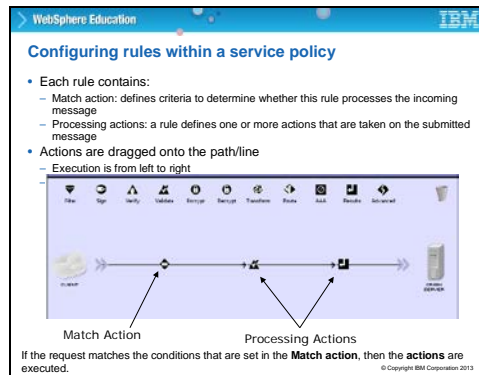 WebSphere Education
IBM
Configuring rules within a service policy
• Each rule contains:
– Match action: defines criteria to determine whether this rule processes the incoming
message
– Processing actions: a rule defines one or more actions that are taken on the submitted
message
• Actions are dragged onto the path/line
– Execution is from left to right
–
Filter Sign Verify Validate Encrypt Decrypt Transform Route AAA Results Advanced
CLIENT
ORIGIN
SERVER
Match Action
Processing Actions
If the request matches the conditions that are set in the Match action, then the actions are
executed.
© Copyright IBM Corporation 2013